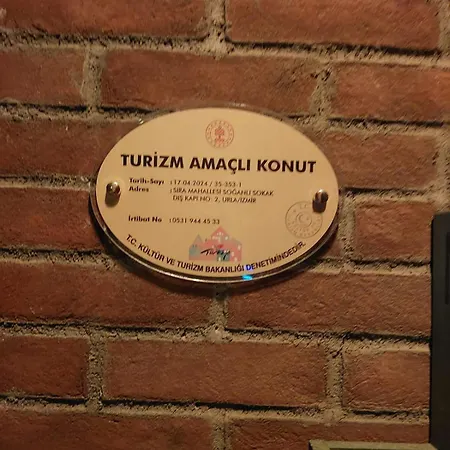 TURİZM AMAÇLI KONUT
Tarih-Sayı : 17.04.2024 / 35-353-1
Adres : SIRA MAHALLESİ SOĞANLI SOKAK
DIŞ KAPI NO: 2, URLA/İZMİR
İrtibat No : 0531 944 45 33
T.C. KÜLTÜR VE TURİZM BAKANLIĞI DENETİMİNDEDİR.